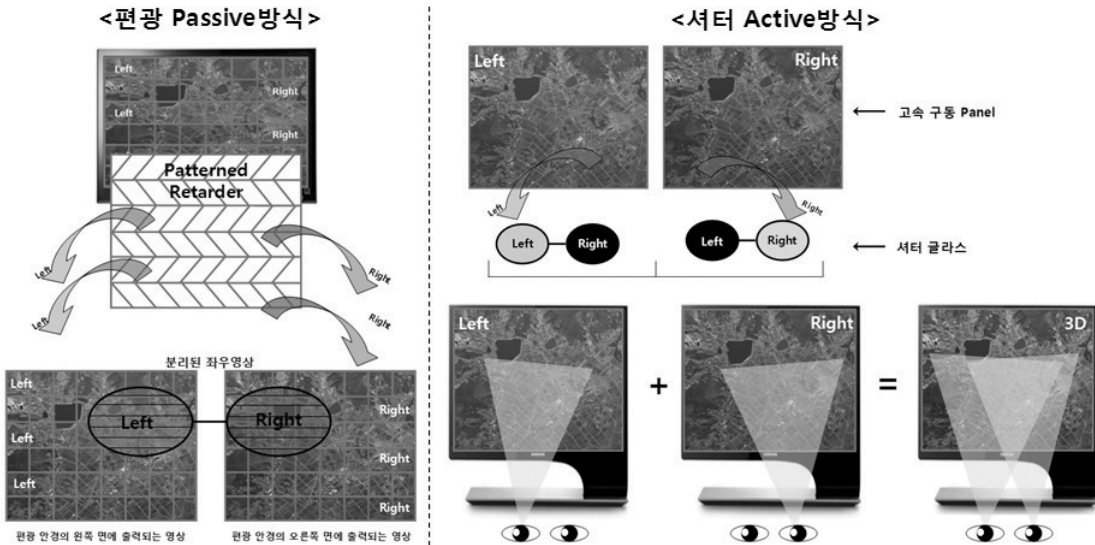 <편광 Passive방식>
Left
Right
Left
Right
Patterned
Retarder
Left
Right
Left
Right
분리된 좌우영상
Left
Left
Left
Left
Right
Right
Right
Right
편광 안경의 왼쪽 면에 출력되는 영상
편광 안경의 오른쪽 면에 출력되는 영상
<셔터 Active방식>
Left
Right
← 고속 구동 Panel
Left
Right
Left
Right
Left
Right
← 셔터 글라스
Left
+
Right
=
3D